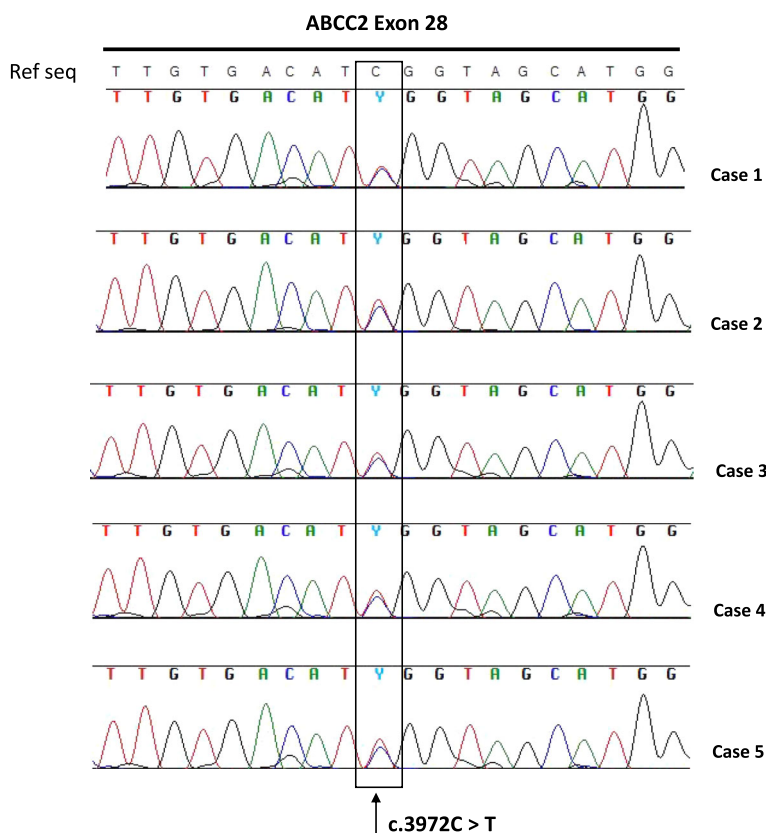 ABCC2 Exon 28
Ref seq T T G T G A C A T C G G T A G C A T G G
T T G T G A C A T Y G G T A G C A T G G
Case 1
T T G T G A C A T Y G G T A G C A T G G
Case 2
T T G T G A C A T Y G G T A G C A T G G
Case 3
T T G T G A C A T Y G G T A G C A T G G
Case 4
T T G T G A C A T Y G G T A G C A T G G
Case 5
c.3972C > T